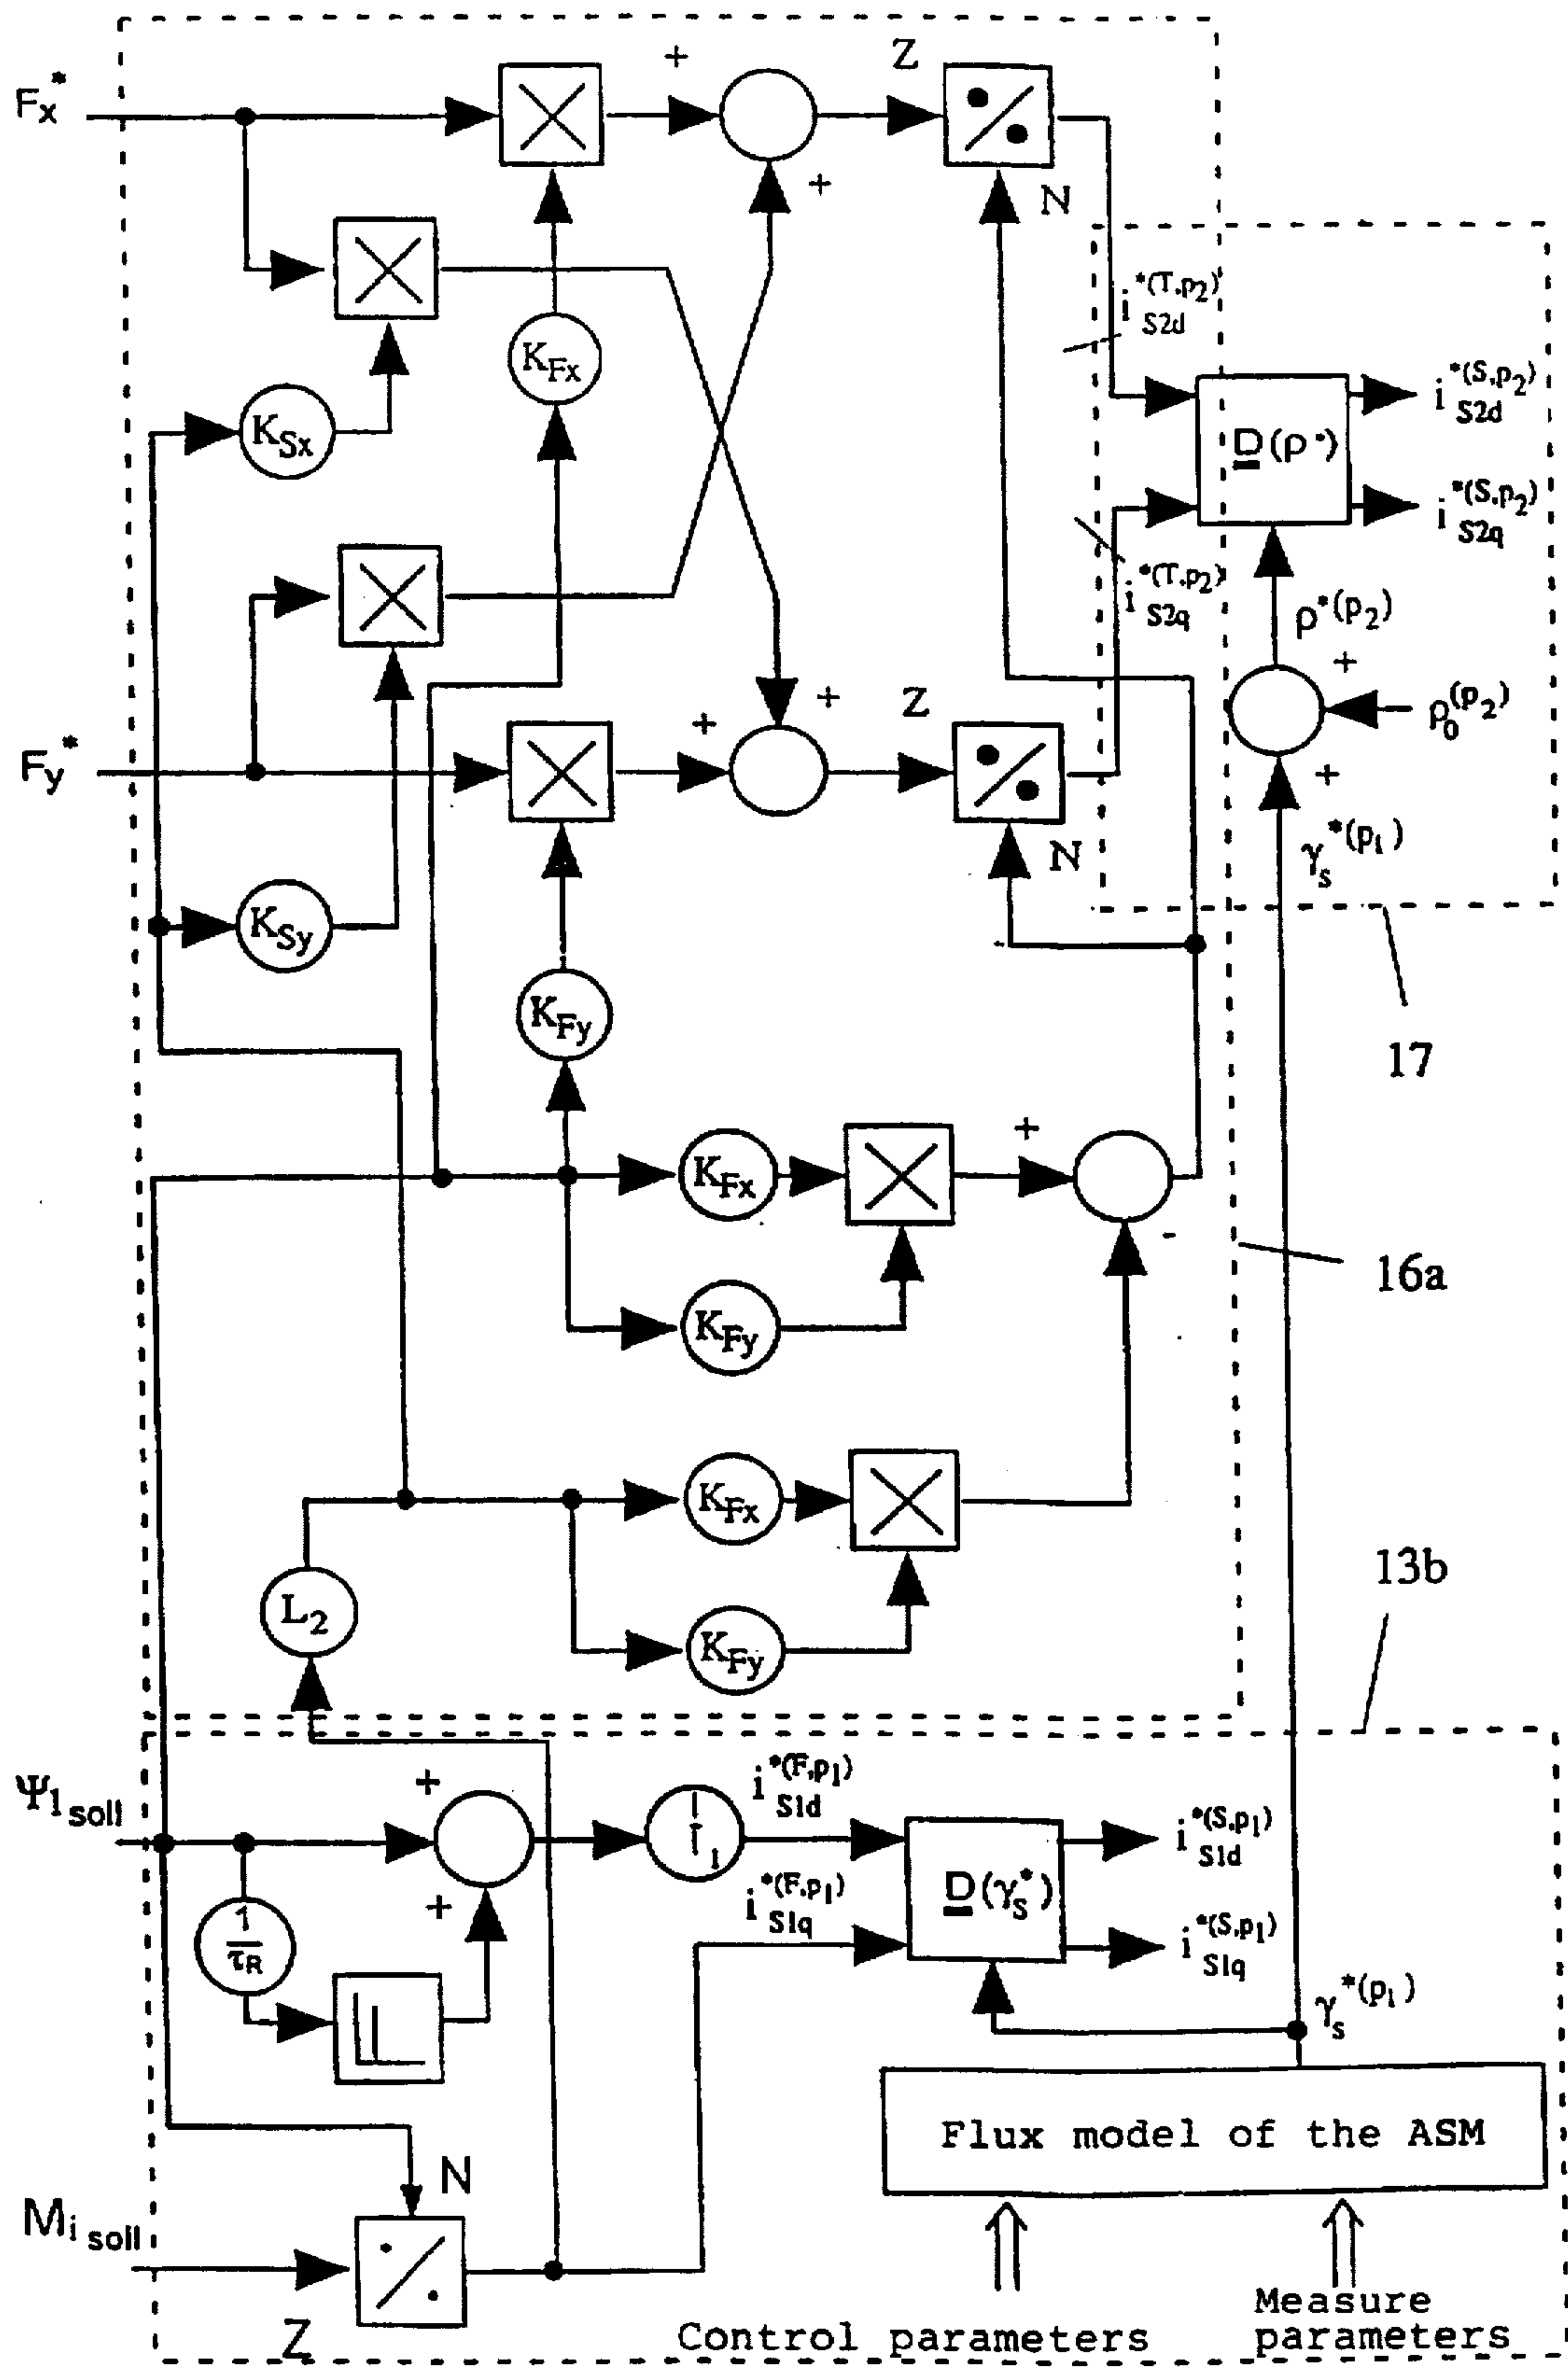 Fx*
+
Z
+
N
i*(T,p2)S2d
KFx
i*(S,p2)S2d
KSx
D(ρ*)
i*(S,p2)S2q
i*(T,p2)S2q
ρ*(p2)
+
+
Z
+
ρ0(p2)
Fy*
+
γs*(p1)
N
KSy
KFy
17
+
KFx
-
16a
KFy
KFx
13b
L2
KFy
Ψ1soll
+
i*(F,p1)S1d
i*(S,p1)S1d
+
i*(F,p1)S1q
D(γs*)
1
τR
i*(S,p1)S1q
γs*(p1)
Flux model of the ASM
N
Mi soll
Z
Control parameters
Measure
parameters